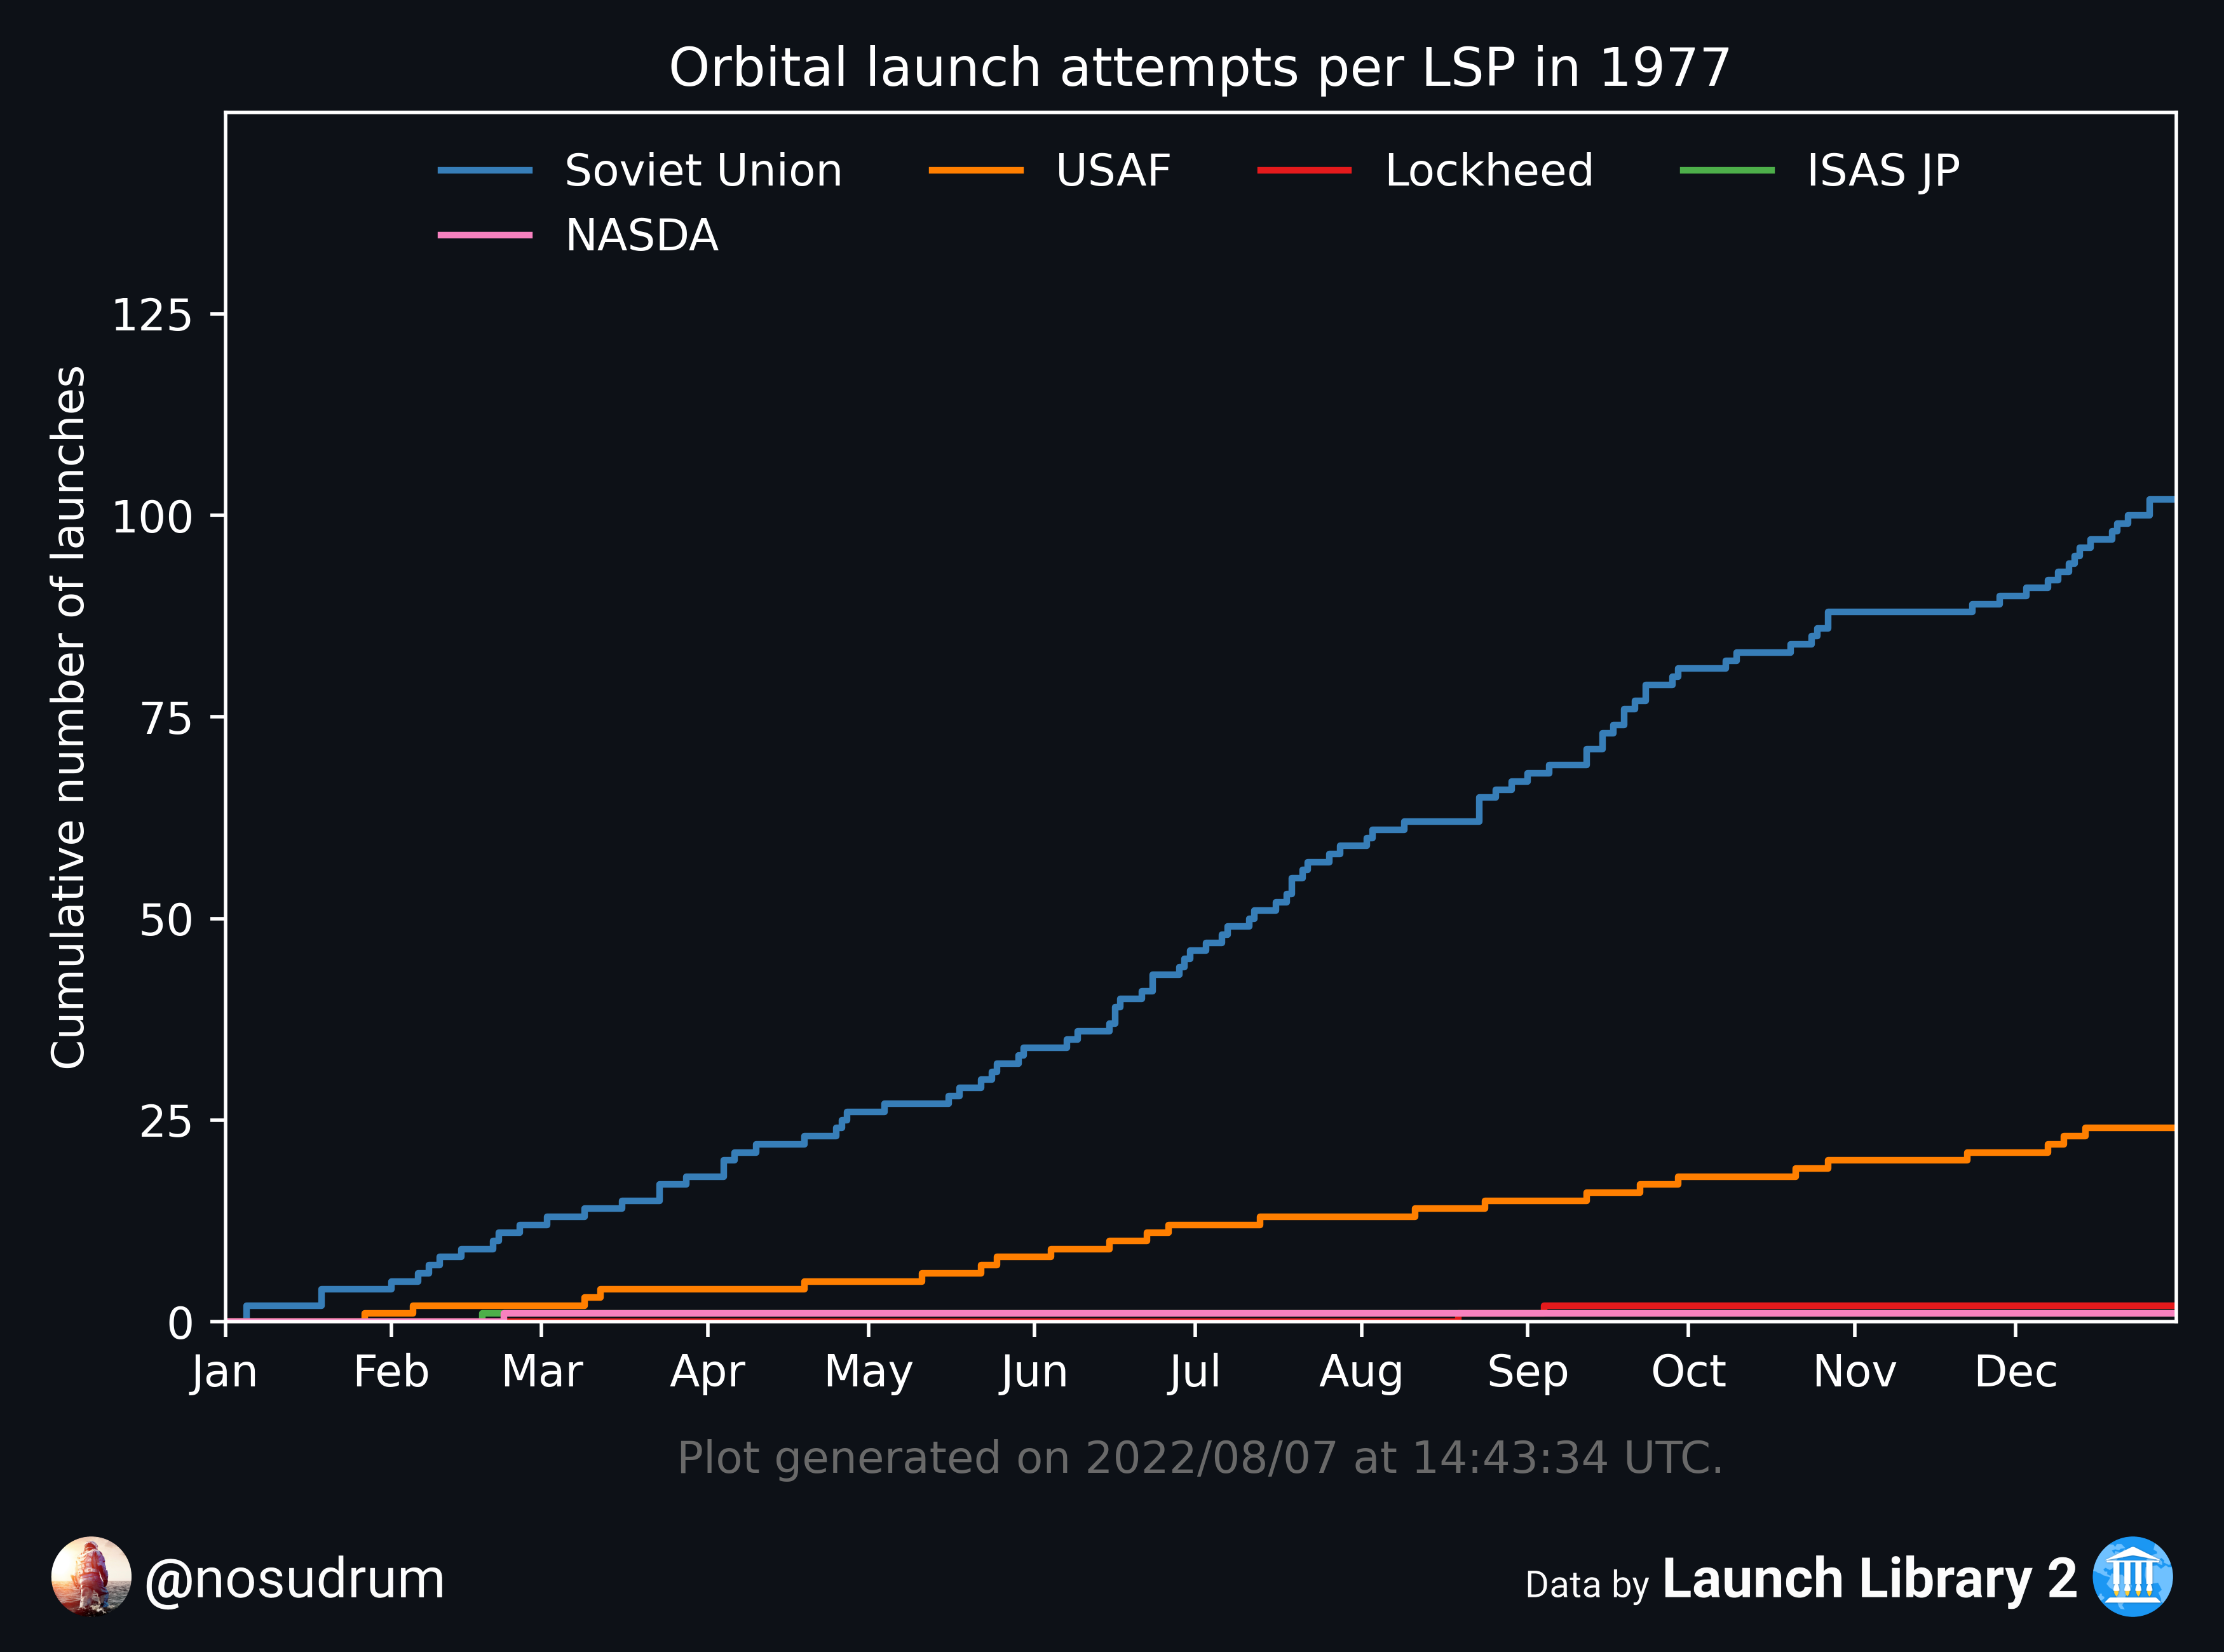 Orbital launch attempts per LSP in 1977
Soviet Union USAF Lockheed ISAS JP
NASDA
Cumulative number of launches
125
100
75
50
25
0
Jan Feb Mar Apr May Jun Jul Aug Sep Oct Nov Dec
Plot generated on 2022/08/07 at 14:43:34 UTC.
@nosudrum
Data by Launch Library 2